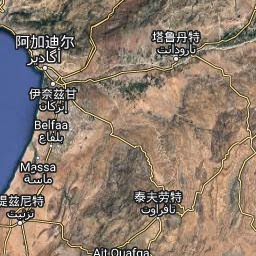 阿加迪尔
أكادير
塔鲁丹特
تارودانت
伊奈兹甘
إنزكان
Belfaa
بلفاع
Massa
ماسة
泰夫劳特
تافراوت
提兹尼特
تزنيت
Ait Ouafqa